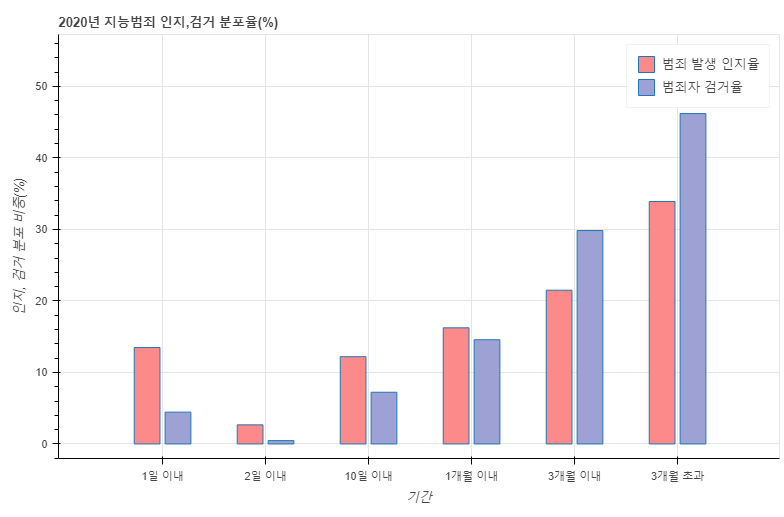 2020년 지능범죄 인지,검거 분포율(%)
범죄 발생 인지율
범죄자 검거율
인지, 검거 분포 비중(%)
50
40
30
20
10
0
1일 이내 2일 이내 10일 이내 1개월 이내 3개월 이내 3개월 초과
기간